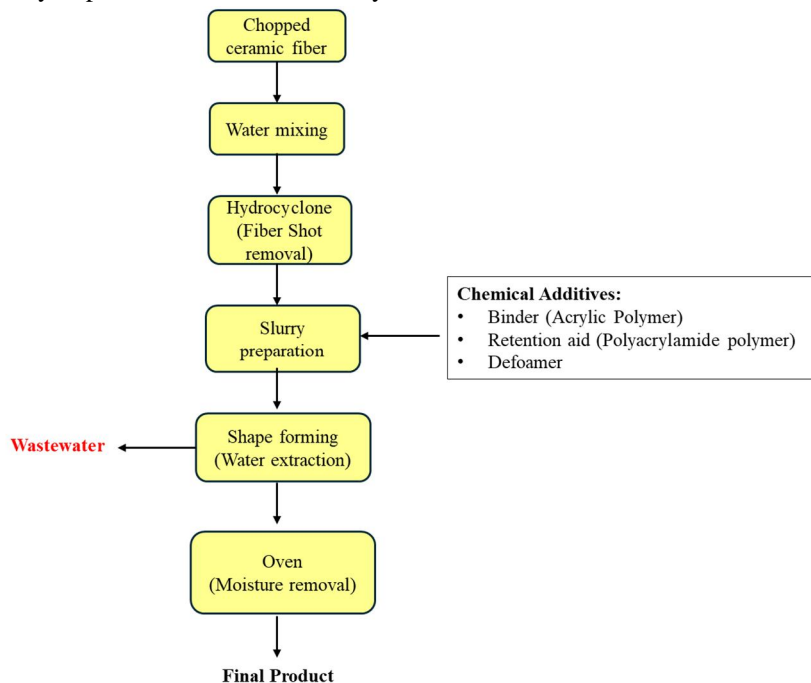 Chopped
ceramic fiber
Water mixing
Hydrocyclone
(Fiber Shot
removal)
Slurry
preparation
Chemical Additives:
• Binder (Acrylic Polymer)
• Retention aid (Polyacrylamide polymer)
• Defoamer
Shape forming
(Water extraction)
Wastewater
Oven
(Moisture removal)
Final Product